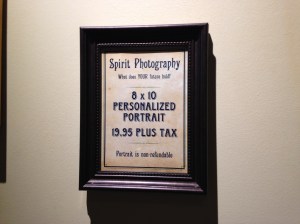 Spirit Photography
What does YOUR future hold?
8 x 10
PERSONALIZED
PORTRAIT
19.95 PLUS TAX
Portrait is non-refundable